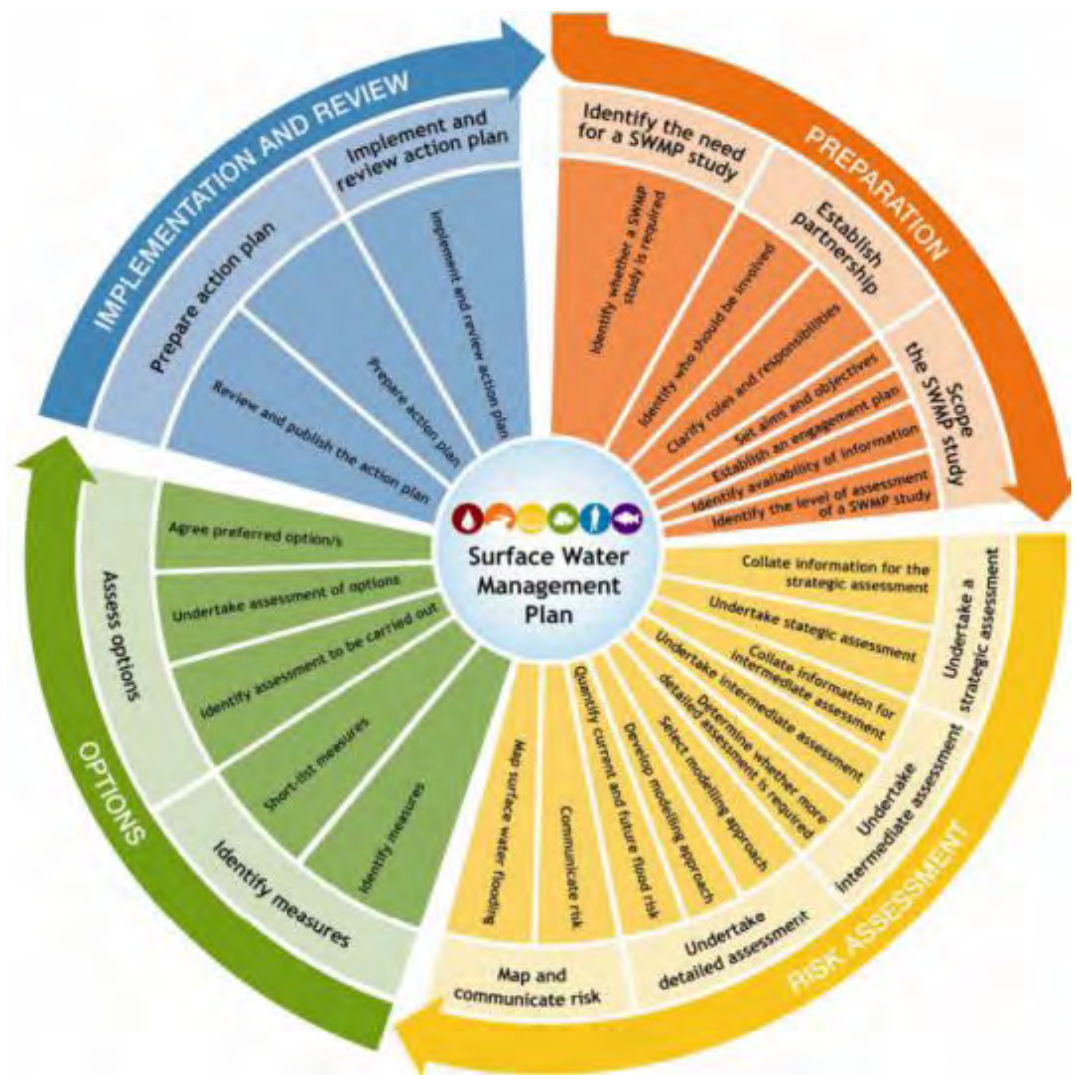 PREPARATION
Identify the need
for a SWMP study
Identify whether a SWMP
study is required
Establish
partnership
Identify who should be involved
Clarify roles and responsibilities
Scope
the SWMP study
Set aims and objectives
Establish an engagement plan
Identify availability of information
Identify the level of assessment
of a SWMP study
RISK ASSESSMENT
Undertake a
strategic assessment
Collate information for the
strategic assessment
Undertake stategic assessment
Undertake
intermediate assessment
Collate information for
intermediate assessment
Undertake intermediate assessment
Determine whether more
detailed assessment is required
Undertake
detailed assessment
Select modelling approach
Develop modelling approach
Quantify current and future flood risk
Map and
communicate risk
Communicate risk
Map surface water flooding
OPTIONS
Identify measures
Identify measures
Short-list measures
Assess options
Identify assessment to be carried out
Undertake assessment of options
Agree preferred option/s
IMPLEMENTATION AND REVIEW
Prepare action plan
Review and publish the action plan
Prepare action plan
Implement and
review action plan
Implement and review action plan
Surface Water
Management
Plan